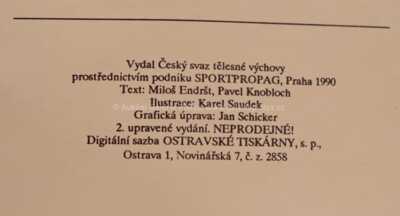 Vydal Český svaz tělesné výchovy
prostřednictvím podniku SPORTPROPAG, Praha 1990
Text: Miloš Endršt, Pavel Knobloch
Ilustrace: Karel Saudek
Grafická úprava: Jan Schicker
2. upravené vydání. NEPRODEJNÉ!
Digitální sazba OSTRAVSKÉ TISKÁRNY, s. p.,
Ostrava 1, Novinářská 7, č. z. 2858